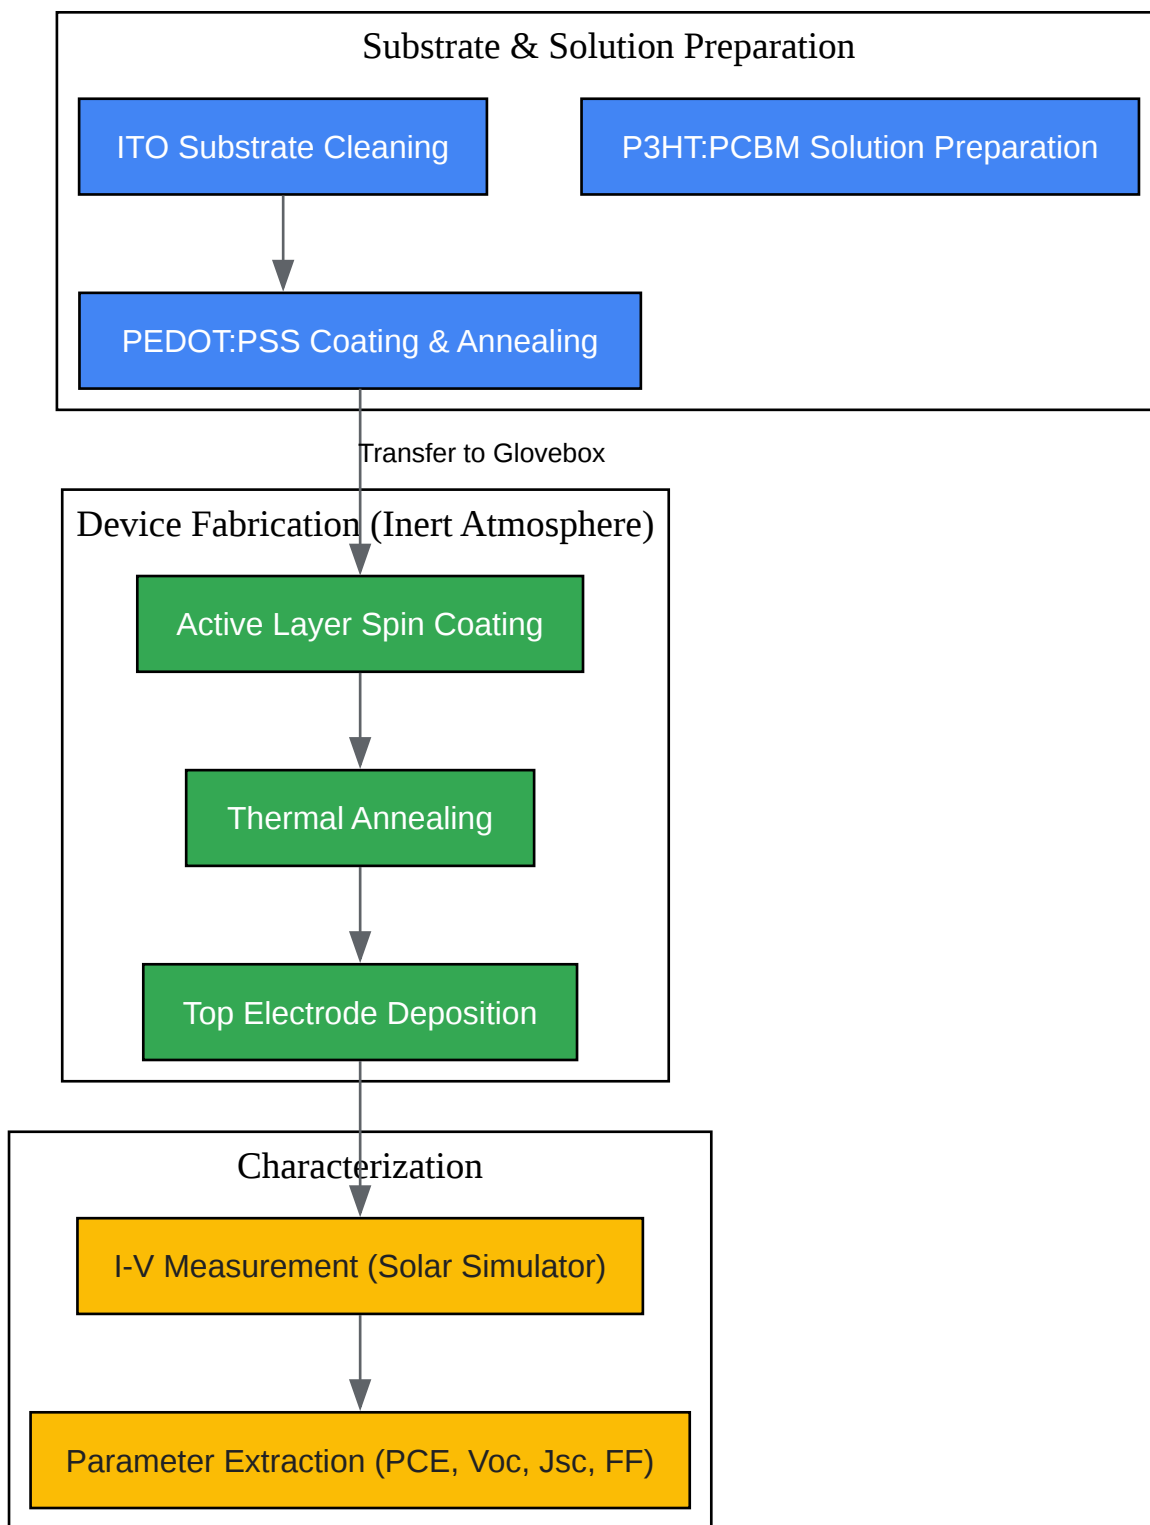 Substrate & Solution Preparation
ITO Substrate Cleaning
P3HT:PCBM Solution Preparation
PEDOT:PSS Coating & Annealing
Transfer to Glovebox
Device Fabrication (Inert Atmosphere)
Active Layer Spin Coating
Thermal Annealing
Top Electrode Deposition
Characterization
I-V Measurement (Solar Simulator)
Parameter Extraction (PCE, Voc, Jsc, FF)